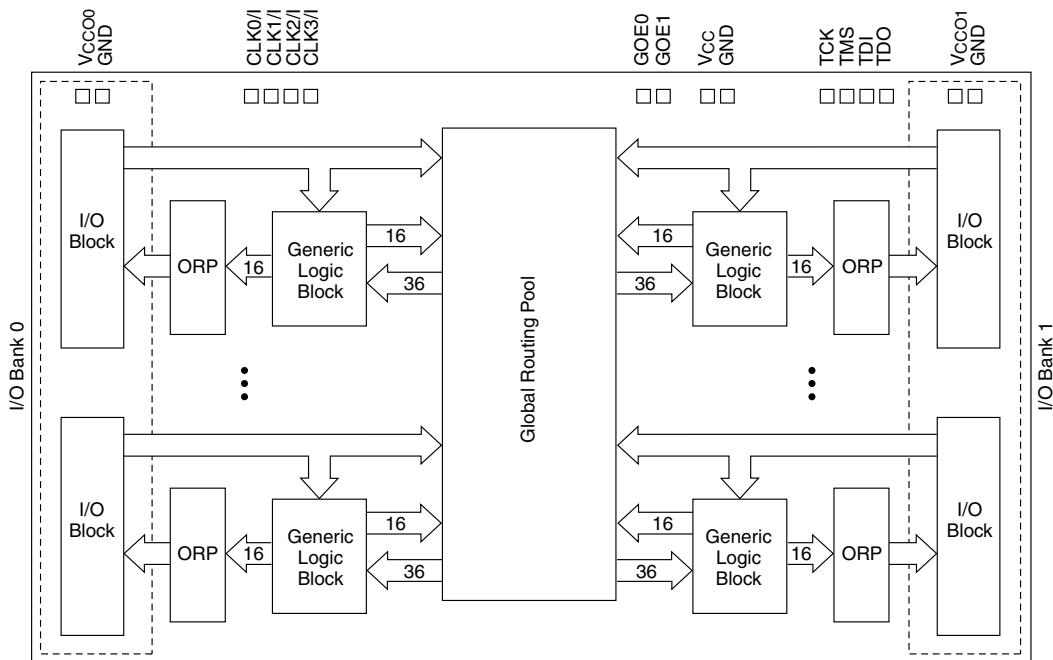 VCCO0
GND
CLK0/I
CLK1/I
CLK2/I
CLK3/I
GOE0
GOE1
VCC
GND
TCK
TMS
TDI
TDO
VCCO1
GND
I/O Bank 0
I/O
Block
ORP
16
Generic
Logic
Block
16
36
Global Routing Pool
16
36
Generic
Logic
Block
16
ORP
I/O
Block
I/O Bank 1
I/O
Block
ORP
16
Generic
Logic
Block
16
36
16
36
Generic
Logic
Block
16
ORP
I/O
Block